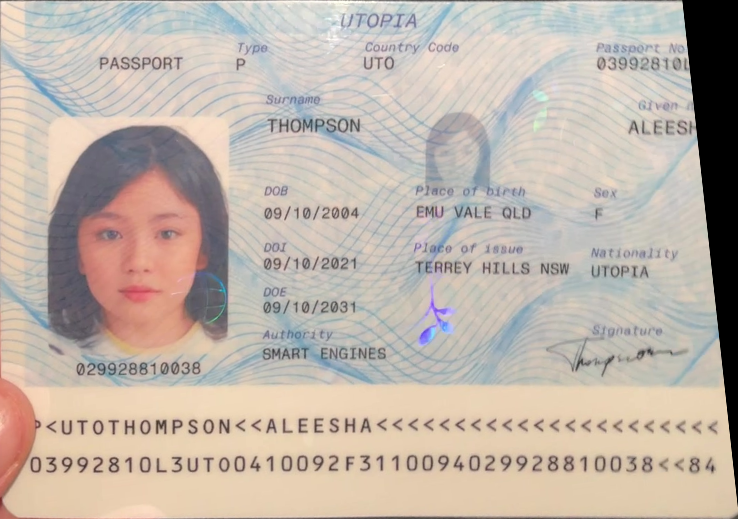 UTOPIA
Type Country Code Passport No
PASSPORT P UTO 03992810L
Surname Given
THOMPSON ALEESH
DOB Place of birth Sex
09/10/2004 EMU VALE QLD F
DOI Place of issue Nationality
09/10/2021 TERREY HILLS NSW UTOPIA
DOE
09/10/2031
Authority Signature
SMART ENGINES Thompson
029928810038
P<UTOTHOMPSON<<ALEESHA<<<<<<<<<<<<<<<<<<<<<
03992810L3UTO0410092F3110094029928810038<<84